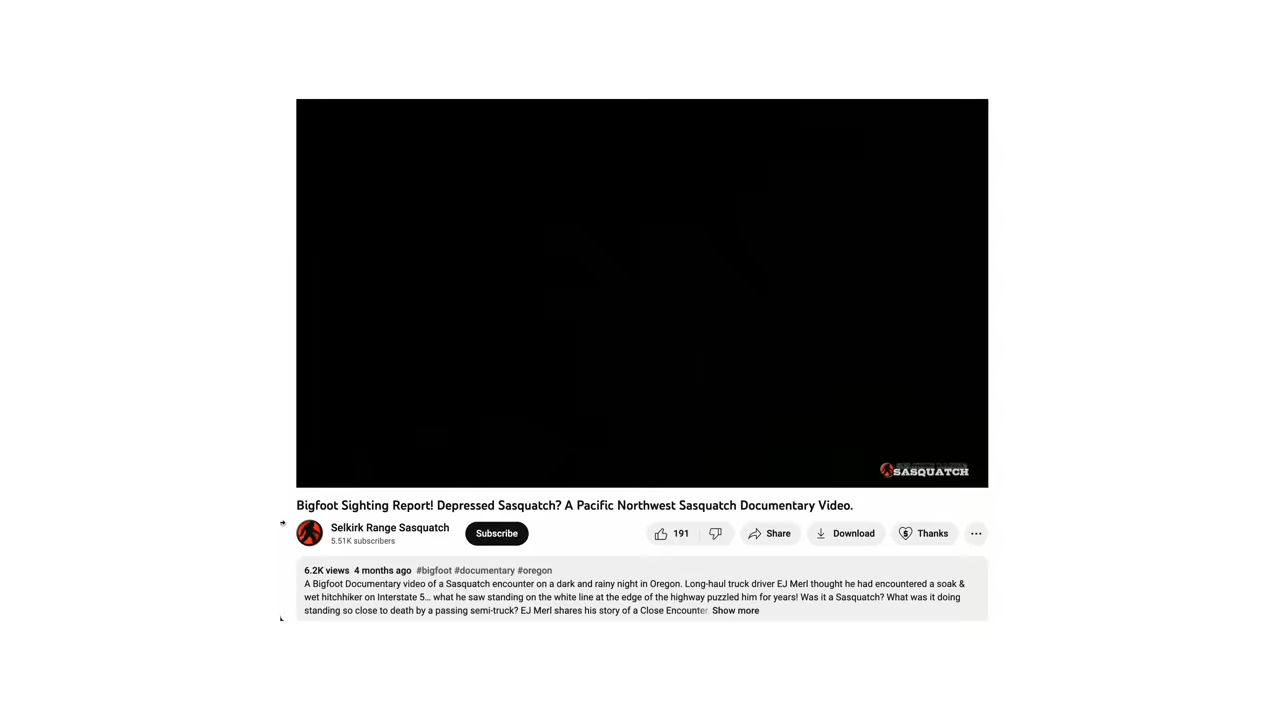 SASQUATCH
Bigfoot Sighting Report! Depressed Sasquatch? A Pacific Northwest Sasquatch Documentary Video.
Selkirk Range Sasquatch
5.51K subscribers
Subscribe
191
Share
Download
Thanks
6.2K views 4 months ago #bigfoot #documentary #oregon
A Bigfoot Documentary video of a Sasquatch encounter on a dark and rainy night in Oregon. Long-haul truck driver EJ Merl thought he had encountered a soak &
wet hitchhiker on Interstate 5... what he saw standing on the white line at the edge of the highway puzzled him for years! Was it a Sasquatch? What was it doing
standing so close to death by a passing semi-truck? EJ Merl shares his story of a Close Encounter Show more